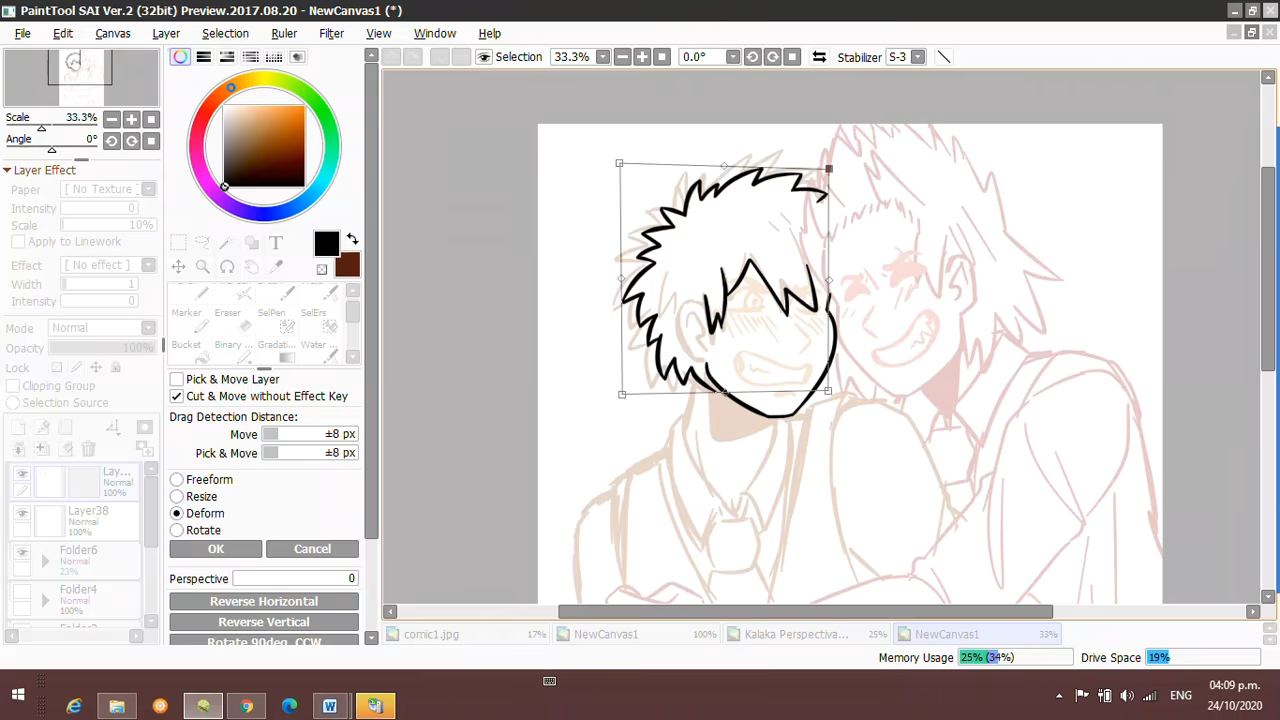 PaintTool SAI Ver.2 (32bit) Preview.2017.08.20 - NewCanvas1 (*)
File Edit Canvas Layer Selection Ruler Filter View Window Help
Selection 33.3% 0.0° Stabilizer S-3
Scale 33.3%
Angle 0°
Layer Effect
Paper [ No Texture ]
Intensity 0
Scale 10%
Apply to Linework
Effect [ No effect ]
Width 1
Intensity
Mode Normal
Opacity 100%
Lock
Clipping Group
Selection Source
Lay...
Normal
100%
Layer38
Normal
100%
Folder6
Normal
23%
Folder4
Normal
100%
T
Marker Eraser SelPen SelErs
Bucket Binary ... Gradati... Water ...
Pick & Move Layer
Cut & Move without Effect Key
Drag Detection Distance
Move ±8 px
Pick & Move ±8 px
Freeform
Resize
Deform
Rotate
OK Cancel
Perspective 0
Reverse Horizontal
Reverse Vertical
Rotate 90deg. CCW
comic1.jpg 17% NewCanvas1 100% Kalaka Perspectiva... 25% NewCanvas1 33%
Memory Usage 25% (34%) Drive Space 19%
ENG
04:09 p.m.
24/10/2020